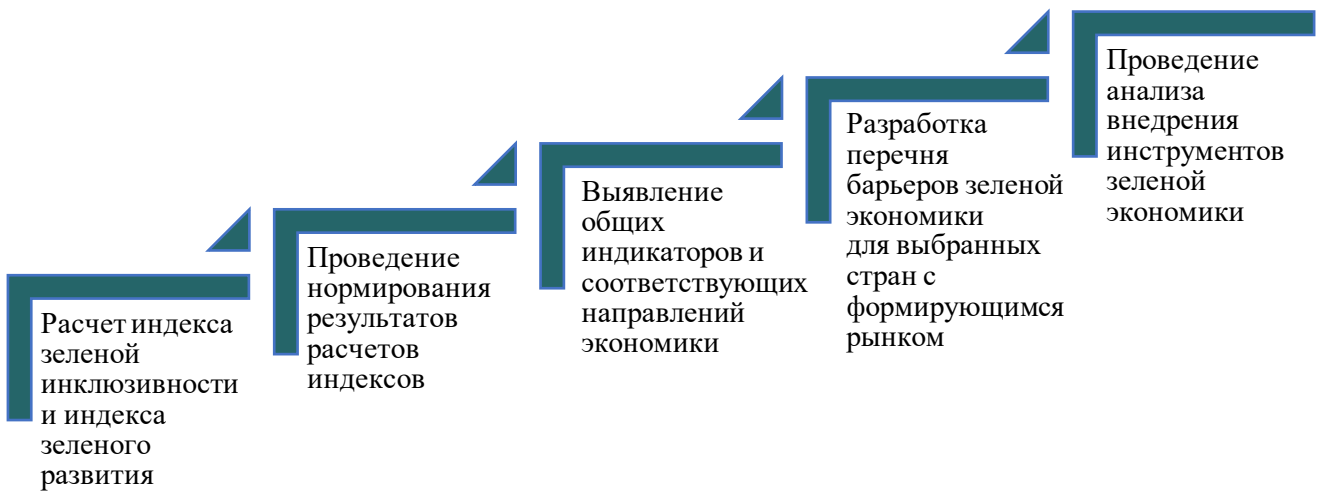 Расчет индекса
зеленой
инклюзивности
и индекса
зеленого
развития
Проведение
нормирования
результатов
расчетов
индексов
Выявление
общих
индикаторов и
соответствующих
направлений
экономики
Разработка
перечня
барьеров зеленой
экономики
для выбранных
стран с
формирующимся
рынком
Проведение
анализа
внедрения
инструментов
зеленой
экономики